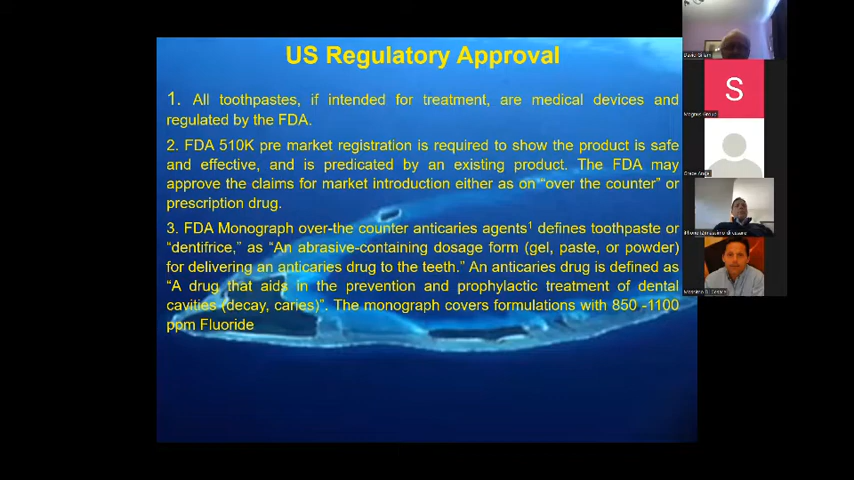 US Regulatory Approval
1. All toothpastes, if intended for treatment, are medical devices and
regulated by the FDA.
2. FDA 510K pre market registration is required to show the product is safe
and effective, and is predicated by an existing product. The FDA may
approve the claims for market introduction either as on “over the counter” or
prescription drug.
3. FDA Monograph over-the counter anticaries agents1 defines toothpaste or
“dentifrice,” as “An abrasive-containing dosage form (gel, paste, or powder)
for delivering an anticaries drug to the teeth.” An anticaries drug is defined as
“A drug that aids in the prevention and prophylactic treatment of dental
cavities (decay, caries)”. The monograph covers formulations with 850 -1100
ppm Fluoride
S
Magnus Group